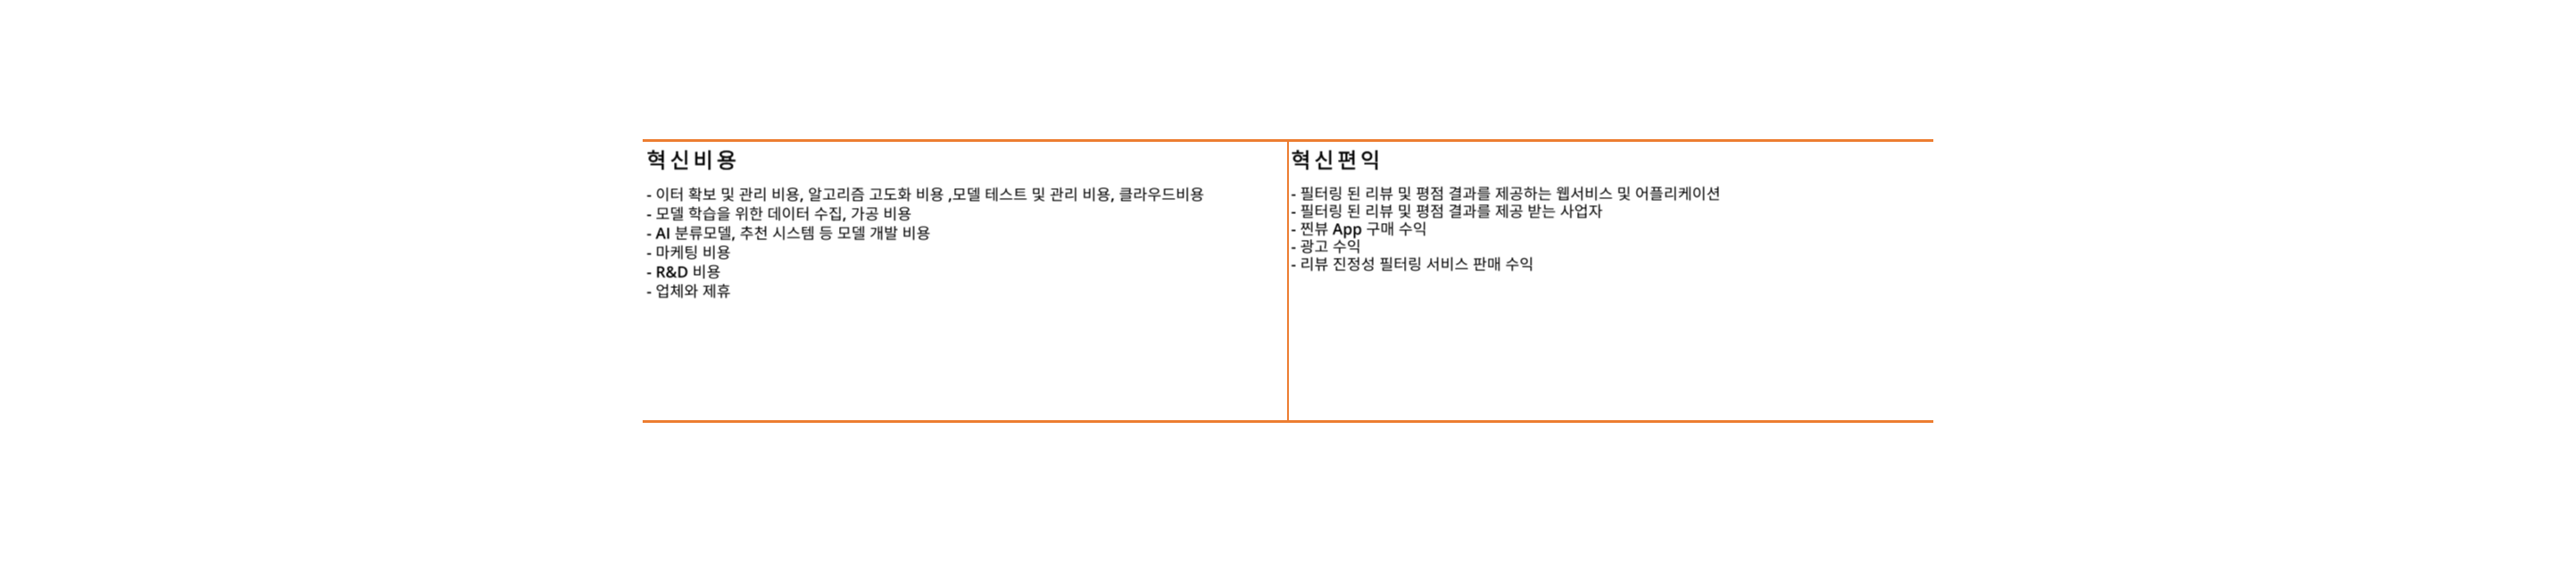 혁신비용
- 이터 확보 및 관리 비용, 알고리즘 고도화 비용 ,모델 테스트 및 관리 비용, 클라우드비용
- 모델 학습을 위한 데이터 수집, 가공 비용
- AI 분류모델, 추천 시스템 등 모델 개발 비용
- 마케팅 비용
- R&D 비용
- 업체와 제휴
혁신편익
- 필터링 된 리뷰 및 평점 결과를 제공하는 웹서비스 및 어플리케이션
- 필터링 된 리뷰 및 평점 결과를 제공 받는 사업자
- 찐뷰 App 구매 수익
- 광고 수익
- 리뷰 진정성 필터링 서비스 판매 수익